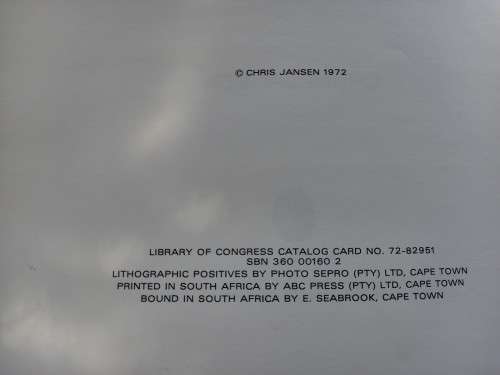 © CHRIS JANSEN 1972
LIBRARY OF CONGRESS CATALOG CARD NO. 72-82951
SBN 360 00160 2
LITHOGRAPHIC POSITIVES BY PHOTO SEPRO (PTY) LTD, CAPE TOWN
PRINTED IN SOUTH AFRICA BY ABC PRESS (PTY) LTD, CAPE TOWN
BOUND IN SOUTH AFRICA BY E. SEABROOK, CAPE TOWN